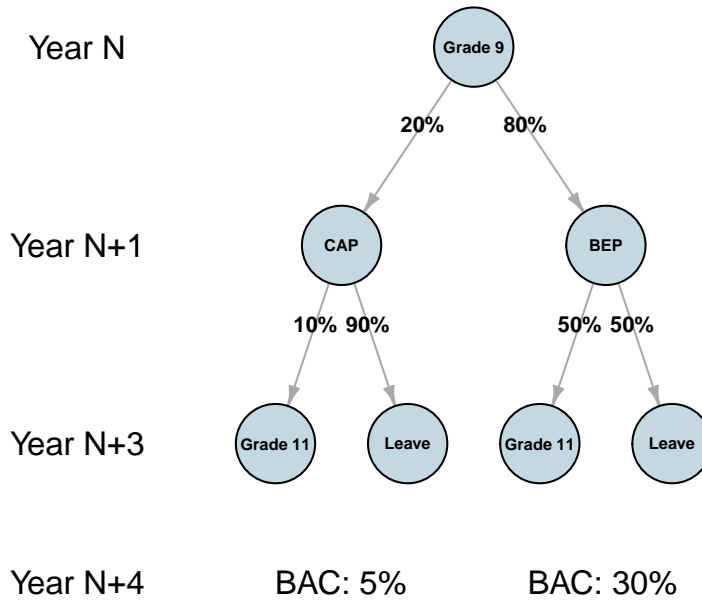 Year N
Grade 9
20%
80%
Year N+1
CAP
BEP
10%
90%
50%
50%
Year N+3
Grade 11
Leave
Grade 11
Leave
Year N+4
BAC: 5%
BAC: 30%